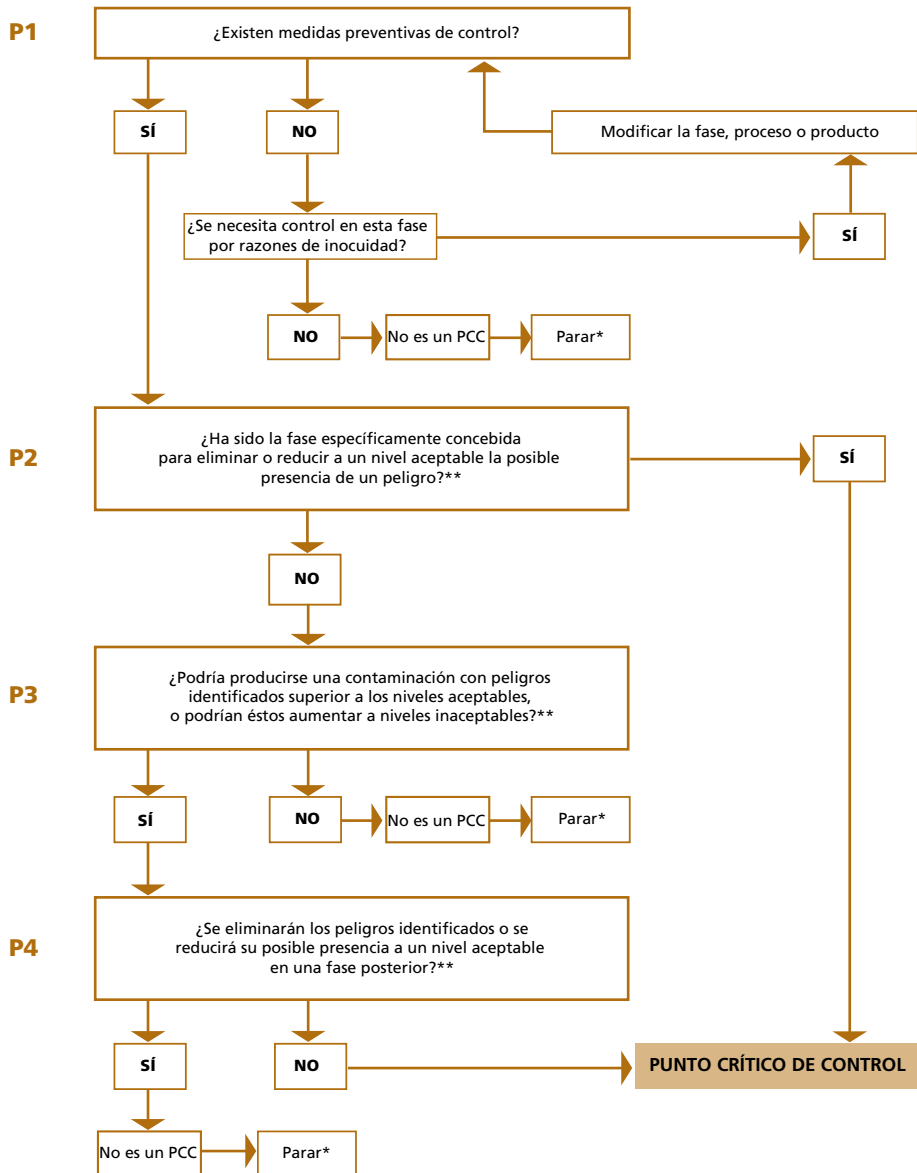 P1
¿Existen medidas preventivas de control?
SÍ
NO
Modificar la fase, proceso o producto
¿Se necesita control en esta fase
por razones de inocuidad?
SÍ
NO
No es un PCC
Parar*
P2
¿Ha sido la fase específicamente concebida
para eliminar o reducir a un nivel aceptable la posible
presencia de un peligro?**
SÍ
NO
P3
¿Podría producirse una contaminación con peligros
identificados superior a los niveles aceptables,
o podrían éstos aumentar a niveles inaceptables?**
SÍ
NO
No es un PCC
Parar*
P4
¿Se eliminarán los peligros identificados o se
reducirá su posible presencia a un nivel aceptable
en una fase posterior?**
SÍ
NO
PUNTO CRÍTICO DE CONTROL
No es un PCC
Parar*